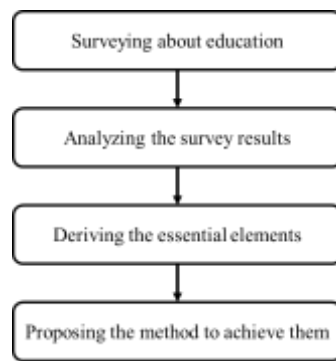 Surveying about education
Analyzing the survey results
Deriving the essential elements
Proposing the method to achieve them